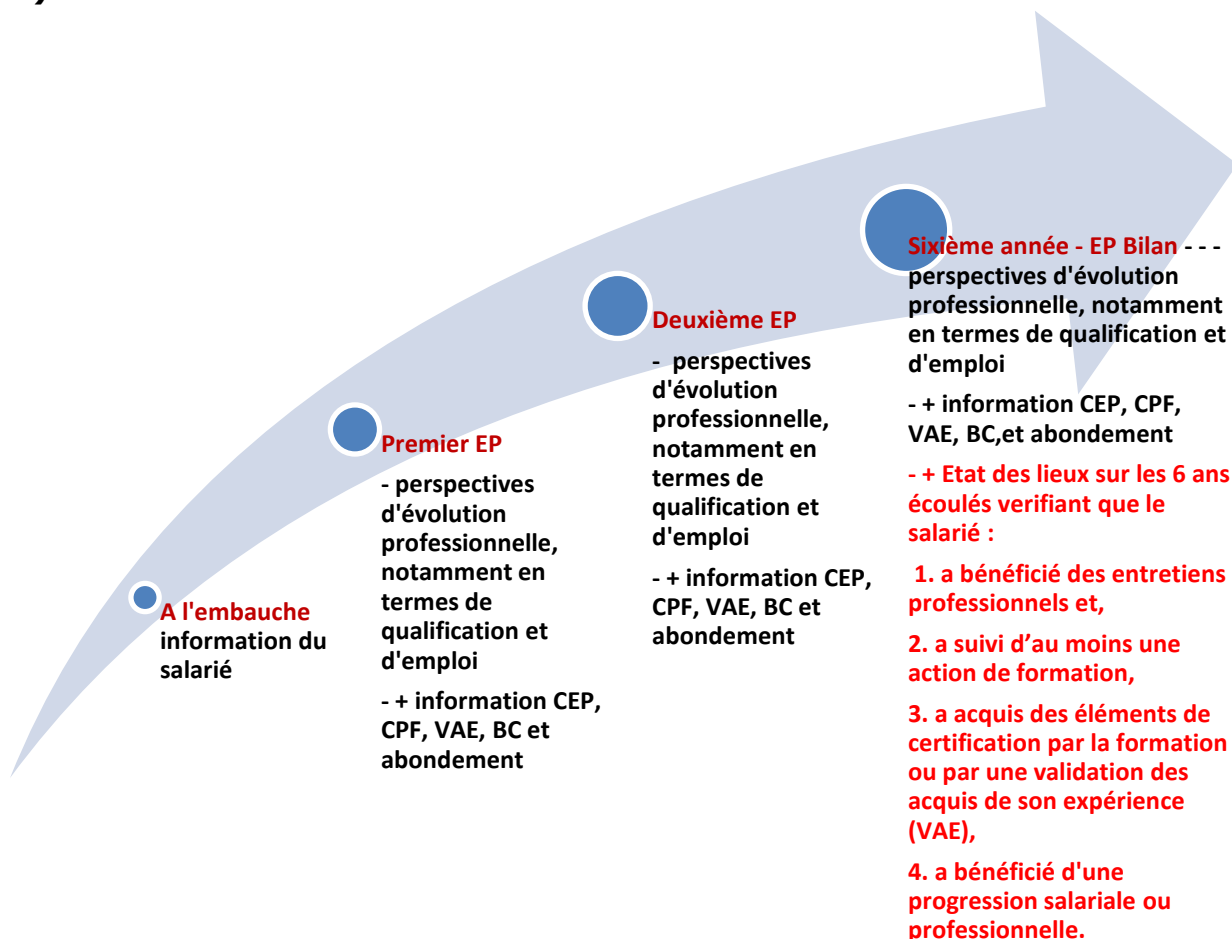 A l'embauche
information du
salarié
Premier EP
- perspectives
d'évolution
professionnelle,
notamment en
termes de
qualification et
d'emploi
- + information CEP,
CPF, VAE, BC et
abondement
Deuxième EP
- perspectives
d'évolution
professionnelle,
notamment en
termes de
qualification et
d'emploi
- + information CEP,
CPF, VAE, BC et
abondement
Sixième année - EP Bilan - - -
perspectives d'évolution
professionnelle, notamment
en termes de qualification et
d'emploi
- + information CEP, CPF,
VAE, BC,et abondement
- + Etat des lieux sur les 6 ans
écoulés verifiant que le
salarié :
1. a bénéficié des entretiens
professionnels et,
2. a suivi d’au moins une
action de formation,
3. a acquis des éléments de
certification par la formation
ou par une validation des
acquis de son expérience
(VAE),
4. a bénéficié d'une
progression salariale ou
professionnelle.